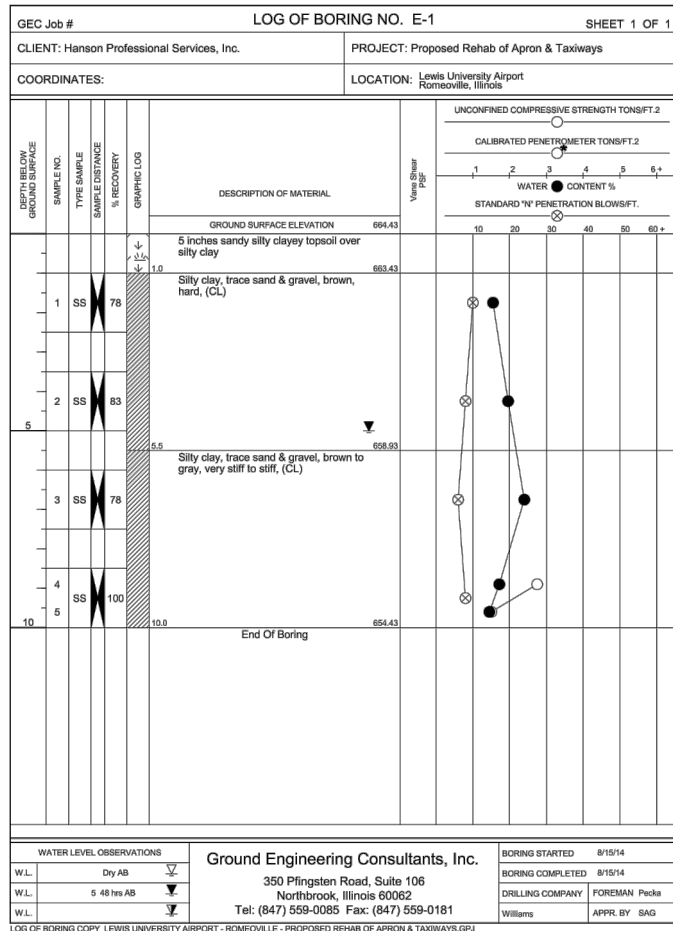 GEC Job #
LOG OF BORING NO. E-1
SHEET 1 OF 1
CLIENT: Hanson Professional Services, Inc.
PROJECT: Proposed Rehab of Apron & Taxiways
COORDINATES:
LOCATION: Lewis University Airport
Romeoville, Illinois
DEPTH BELOW
GROUND SURFACE
SAMPLE NO.
TYPE SAMPLE
SAMPLE DISTANCE
% RECOVERY
GRAPHIC LOG
DESCRIPTION OF MATERIAL
GROUND SURFACE ELEVATION 664.43
Vane Shear
PSF
UNCONFINED COMPRESSIVE STRENGTH TONS/FT.2
CALIBRATED PENETROMETER TONS/FT.2
*
1 2 3 4 5 6+
WATER CONTENT %
STANDARD "N" PENETRATION BLOWS/FT.
10 20 30 40 50 60 +
5 inches sandy silty clayey topsoil over
silty clay
1.0 663.43
Silty clay, trace sand & gravel, brown,
hard, (CL)
1 SS 78
2 SS 83
5
5.5 658.93
Silty clay, trace sand & gravel, brown to
gray, very stiff to stiff, (CL)
3 SS 78
4
SS 100
5
10 10.0 654.43
End Of Boring
WATER LEVEL OBSERVATIONS
W.L. Dry AB
W.L. 5 48 hrs AB
W.L.
Ground Engineering Consultants, Inc.
350 Pfingsten Road, Suite 106
Northbrook, Illinois 60062
Tel: (847) 559-0085 Fax: (847) 559-0181
BORING STARTED 8/15/14
BORING COMPLETED 8/15/14
DRILLING COMPANY FOREMAN Pecka
Williams APPR. BY SAG
LOG OF BORING COPY LEWIS UNIVERSITY AIRPORT - ROMEOVILLE - PROPOSED REHAB OF APRON & TAXIWAYS.GPJ